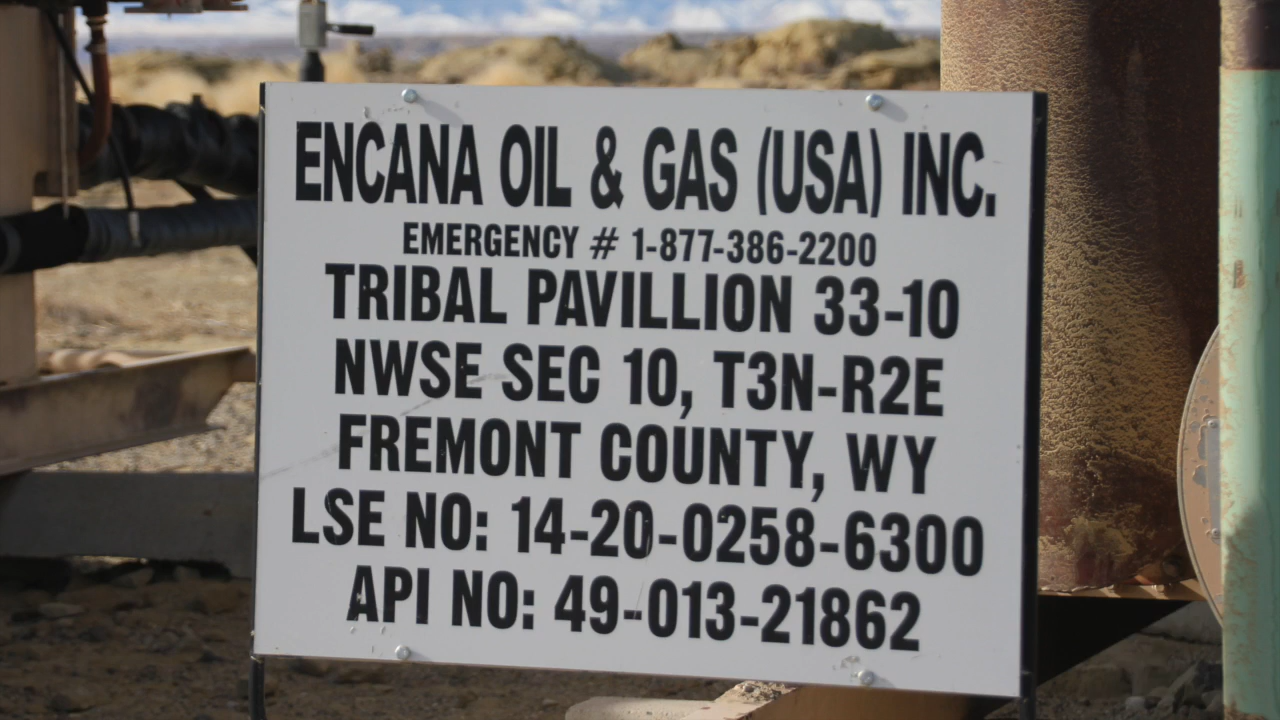 ENCANA OIL & GAS (USA) INC.
EMERGENCY # 1-877-386-2200
TRIBAL PAVILLION 33-10
NWSE SEC 10, T3N-R2E
FREMONT COUNTY, WY
LSE NO: 14-20-0258-6300
API NO: 49-013-21862